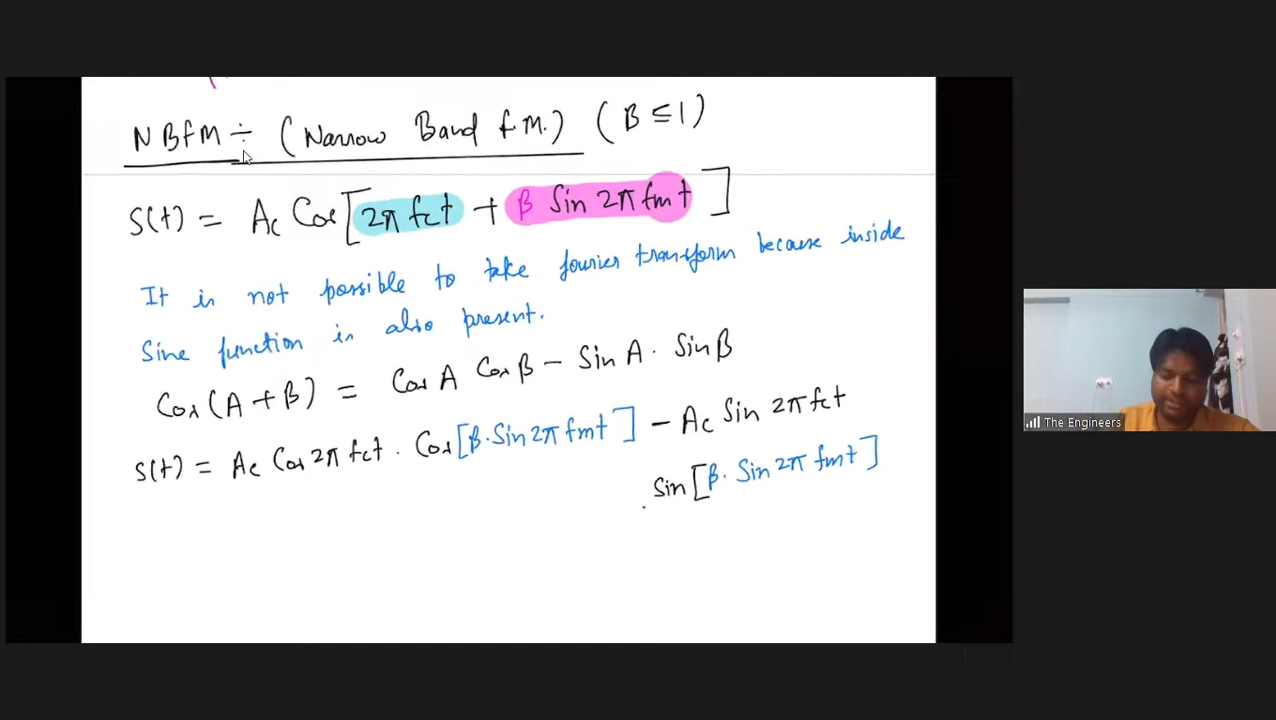 NBFM ÷ (Narrow Band f.M.) (β ≤ 1)
S(t) = Ac Cos[2π fct + β Sin 2π fmt]
It is not possible to take fourier transform because inside
Sine function is also present.
Cos(A + B) = Cos A Cos B − Sin A · Sin B
S(t) = Ac Cos 2π fct · Cos[β·Sin 2π fmt] − Ac Sin 2π fct
· Sin[β· Sin 2π fmt]
The Engineers